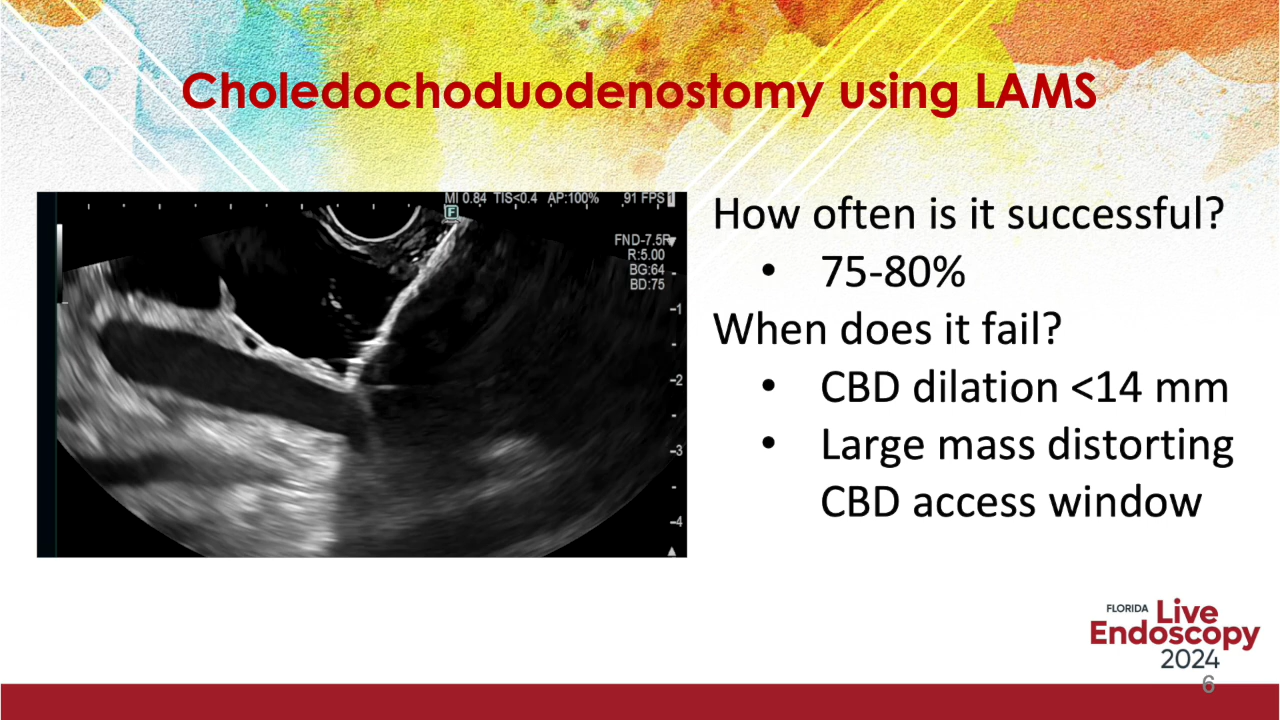 Choledochoduodenostomy using LAMS
MI 0.84 TIS<0.4 AP:100% 91 FPS 1
F
FND-7.5R
R:5.00
BG:64
BD:75
1
2
3
4
How often is it successful?
• 75-80%
When does it fail?
• CBD dilation <14 mm
• Large mass distorting
CBD access window
FLORIDA Live
Endoscopy
2024
6